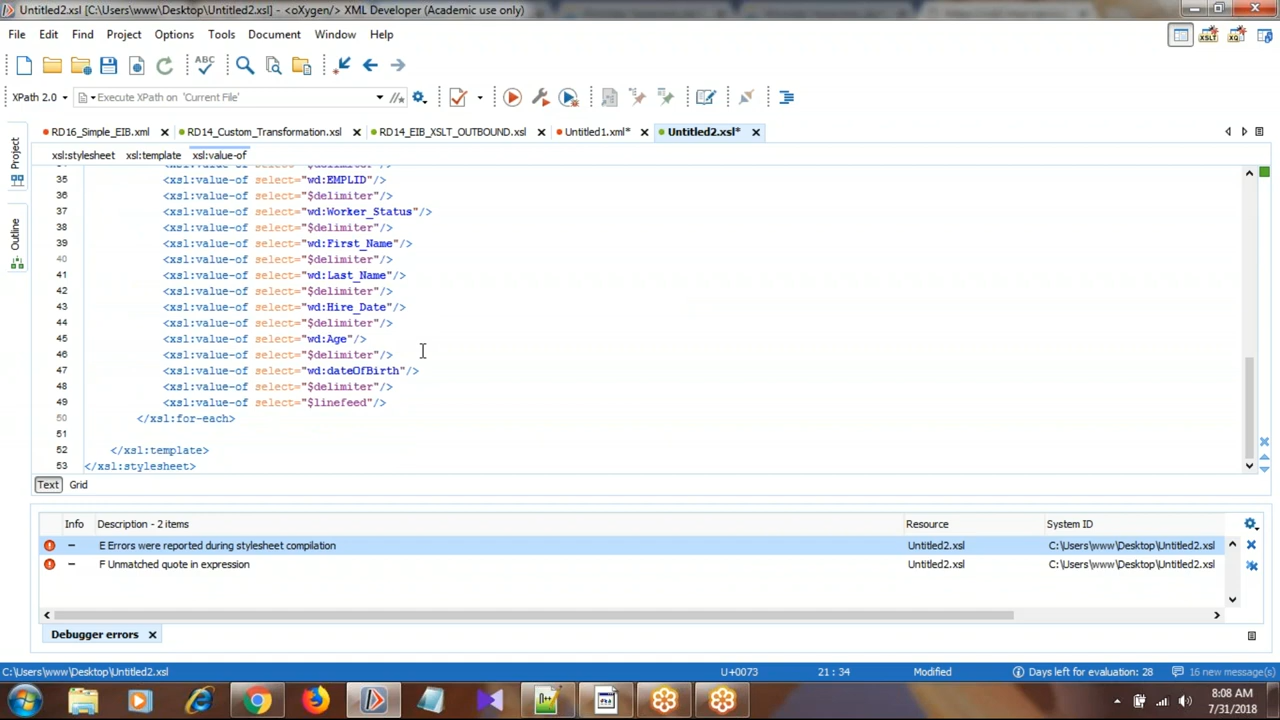 Untitled2.xsl [C:\Users\www\Desktop\Untitled2.xsl] - <oXygen/> XML Developer (Academic use only)
File Edit Find Project Options Tools Document Window Help
ABC
XSLT XQ
XPath 2.0 Execute XPath on 'Current File'
RD16_Simple_EIB.xml RD14_Custom_Transformation.xsl RD14_EIB_XSLT_OUTBOUND.xsl Untitled1.xml* Untitled2.xsl*
xsl:stylesheet xsl:template xsl:value-of
Project
Outline
34 <xsl:value-of select="$delimiter"/>
35 <xsl:value-of select="wd:EMPLID"/>
36 <xsl:value-of select="$delimiter"/>
37 <xsl:value-of select="wd:Worker_Status"/>
38 <xsl:value-of select="$delimiter"/>
39 <xsl:value-of select="wd:First_Name"/>
40 <xsl:value-of select="$delimiter"/>
41 <xsl:value-of select="wd:Last_Name"/>
42 <xsl:value-of select="$delimiter"/>
43 <xsl:value-of select="wd:Hire_Date"/>
44 <xsl:value-of select="$delimiter"/>
45 <xsl:value-of select="wd:Age"/>
46 <xsl:value-of select="$delimiter"/>
47 <xsl:value-of select="wd:dateOfBirth"/>
48 <xsl:value-of select="$delimiter"/>
49 <xsl:value-of select="$linefeed"/>
50 </xsl:for-each>
51
52 </xsl:template>
53 </xsl:stylesheet>
Text Grid
Info Description - 2 items Resource System ID
E Errors were reported during stylesheet compilation Untitled2.xsl C:\Users\www\Desktop\Untitled2.xsl
F Unmatched quote in expression Untitled2.xsl C:\Users\www\Desktop\Untitled2.xsl
Debugger errors
C:\Users\www\Desktop\Untitled2.xsl U+0073 21 : 34 Modified Days left for evaluation: 28 16 new message(s)
8:08 AM
7/31/2018